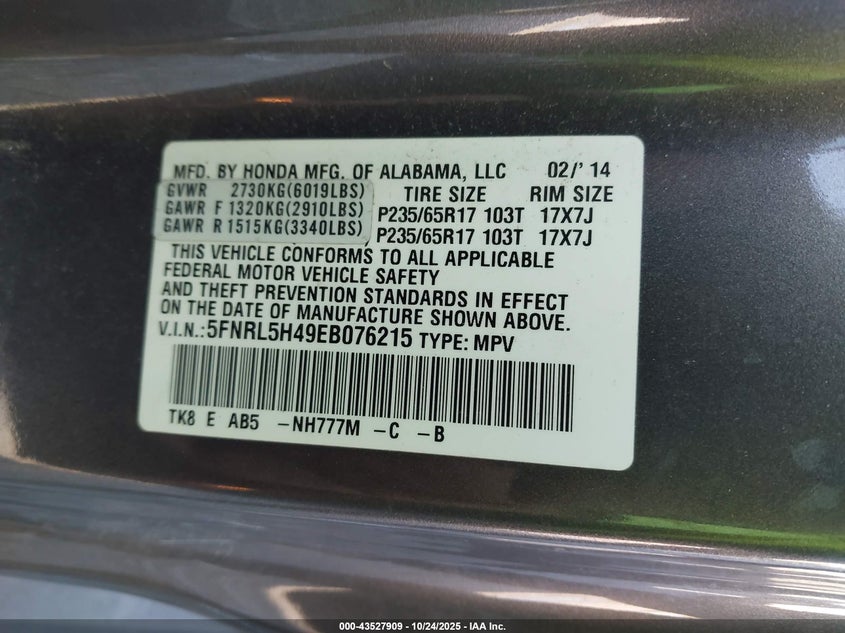 MFD. BY HONDA MFG. OF ALABAMA, LLC 02/' 14
GVWR 2730KG(6019LBS) TIRE SIZE RIM SIZE
GAWR F 1320KG(2910LBS) P235/65R17 103T 17X7J
GAWR R 1515KG(3340LBS) , P235/65R17 103T 17X7J
THIS VEHICLE CONFORMS TO ALL APPLICABLE
FEDERAL MOTOR VEHICLE SAFETY
AND THEFT PREVENTION STANDARDS IN EFFECT
ON THE DATE OF MANUFACTURE SHOWN ABOVE.
V.I.N.:5FNRL5H49EB076215 TYPE: MPV
TK8 E AB5 -NH777M -C -B
000-43527909 - 10/24/2025 - IAA Inc.